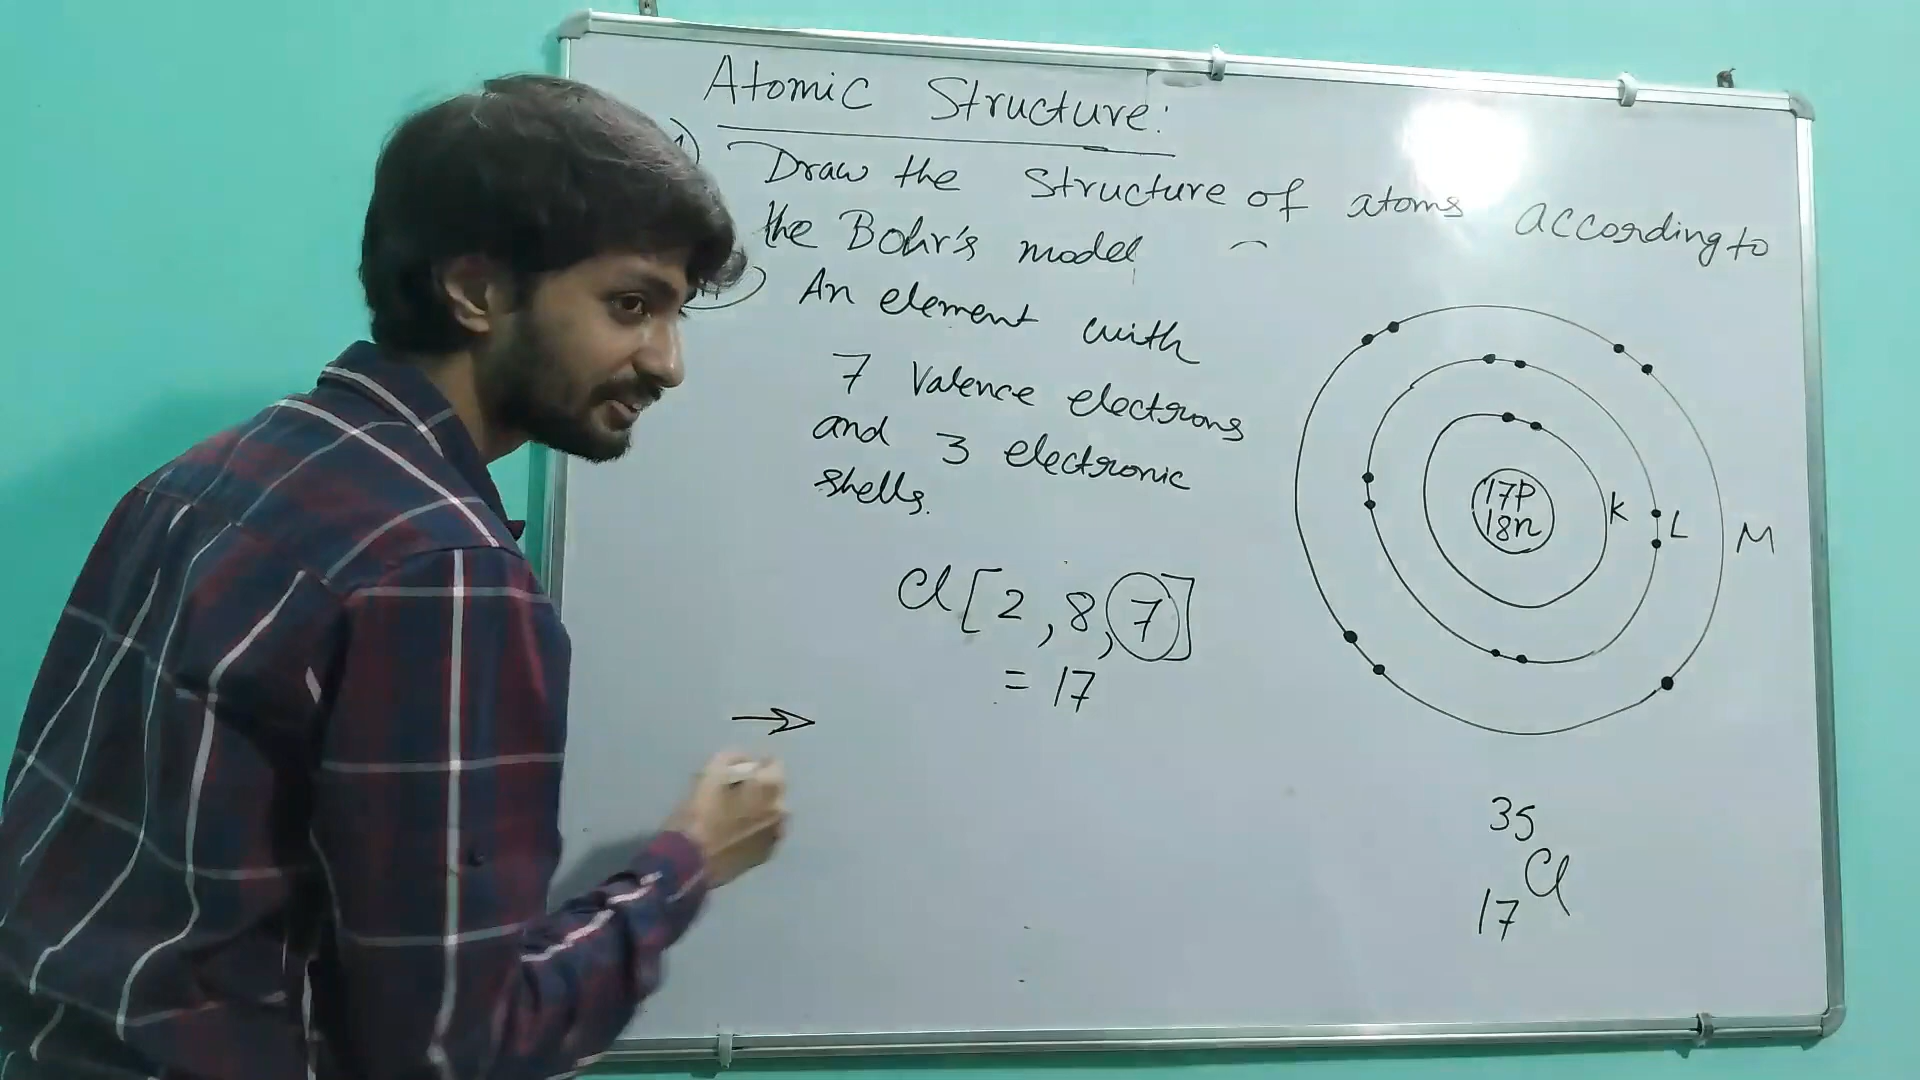 Atomic Structure:
Draw the structure of atoms according to
the Bohr's model
An element with
7 Valence electrons
and 3 electronic
shells.
Cl [2, 8, 7]
= 17
17P
18n
K
L
M
35
Cl
17